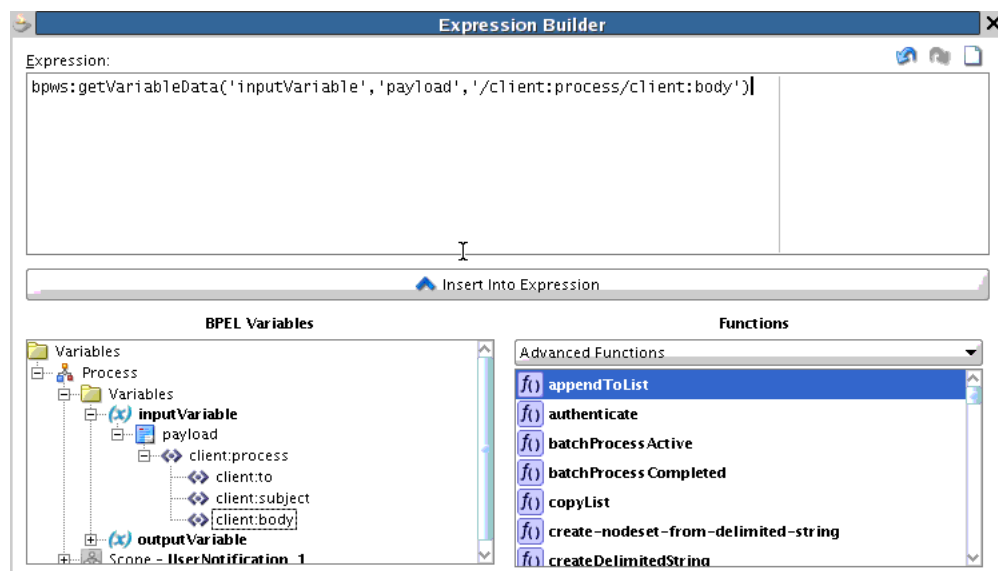 Expression Builder
Expression:
bpws:getVariableData('inputVariable','payload','/client:process/client:body')
Insert Into Expression
BPEL Variables
Functions
Variables
Process
Variables
inputVariable
payload
client:process
client:to
client:subject
client:body
outputVariable
Scope - UserNotification_1
Advanced Functions
f() appendToList
f() authenticate
f() batchProcessActive
f() batchProcessCompleted
f() copyList
f() create-nodeset-from-delimited-string
f() createDelimitedString